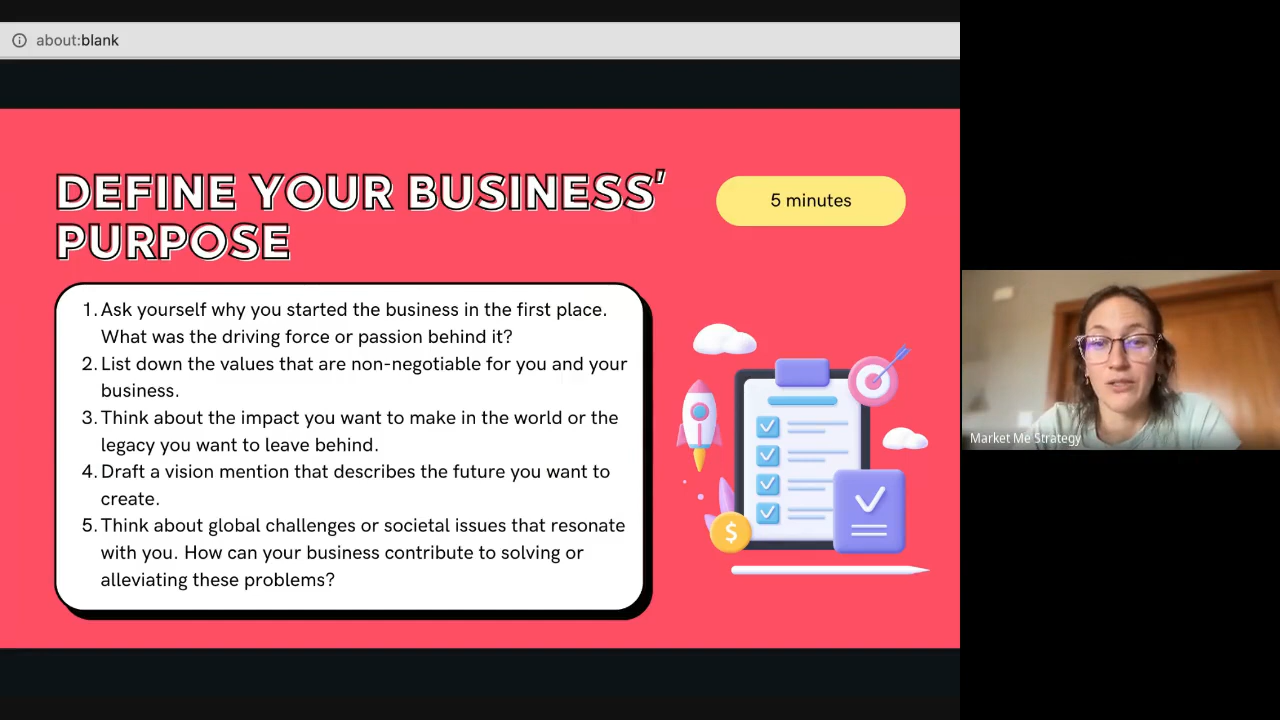 about:blank
DEFINE YOUR BUSINESS'
PURPOSE
5 minutes
1. Ask yourself why you started the business in the first place.
What was the driving force or passion behind it?
2. List down the values that are non-negotiable for you and your
business.
3. Think about the impact you want to make in the world or the
legacy you want to leave behind.
4. Draft a vision mention that describes the future you want to
create.
5. Think about global challenges or societal issues that resonate
with you. How can your business contribute to solving or
alleviating these problems?
$
Market Me Strategy